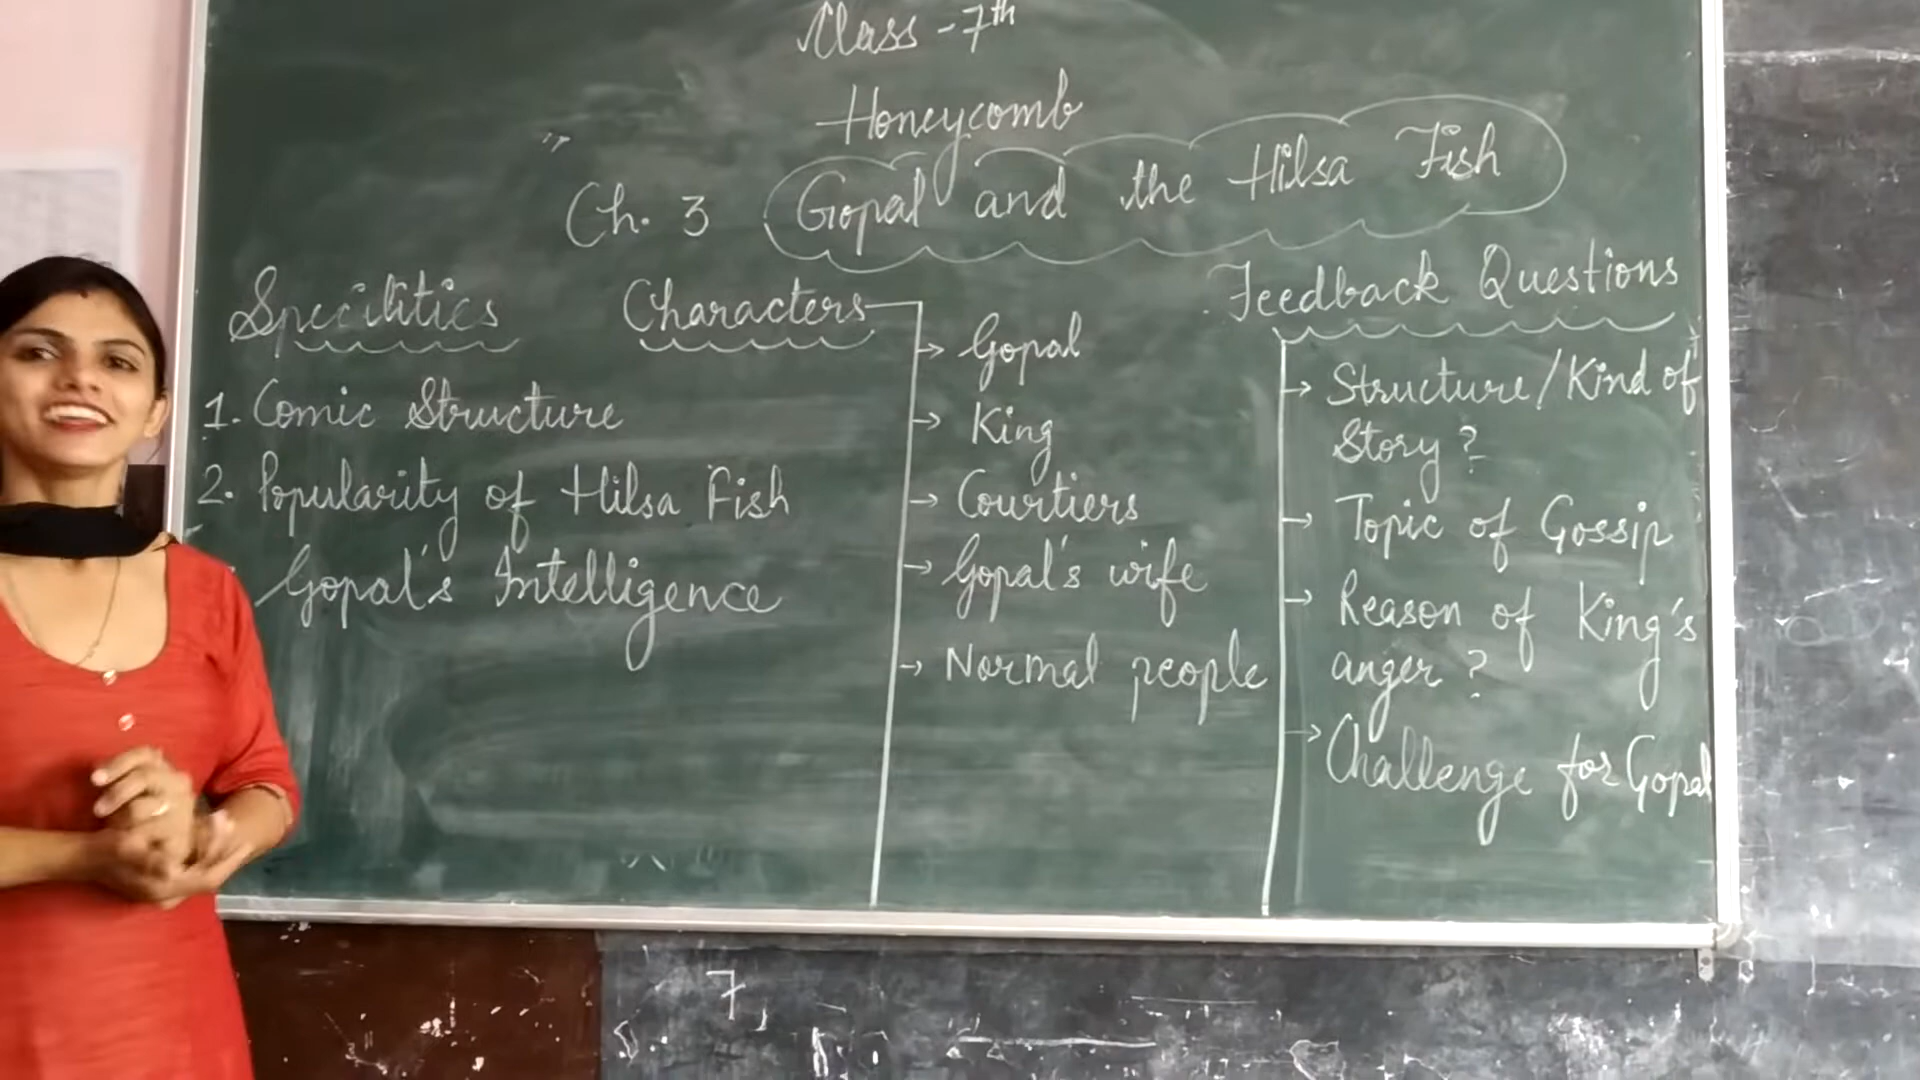 Class - 7th
Honeycomb
Ch. 3 Gopal and the Hilsa Fish
Specilitics
1. Comic Structure
2. Popularity of Hilsa Fish
Gopal's Intelligence
Characters
→ Gopal
→ King
→ Courtiers
→ Gopal's wife
→ Normal people
Feedback Questions
→ Structure/Kind of
Story?
→ Topic of Gossip
→ Reason of King's
anger?
→ Challenge for Gopal
7